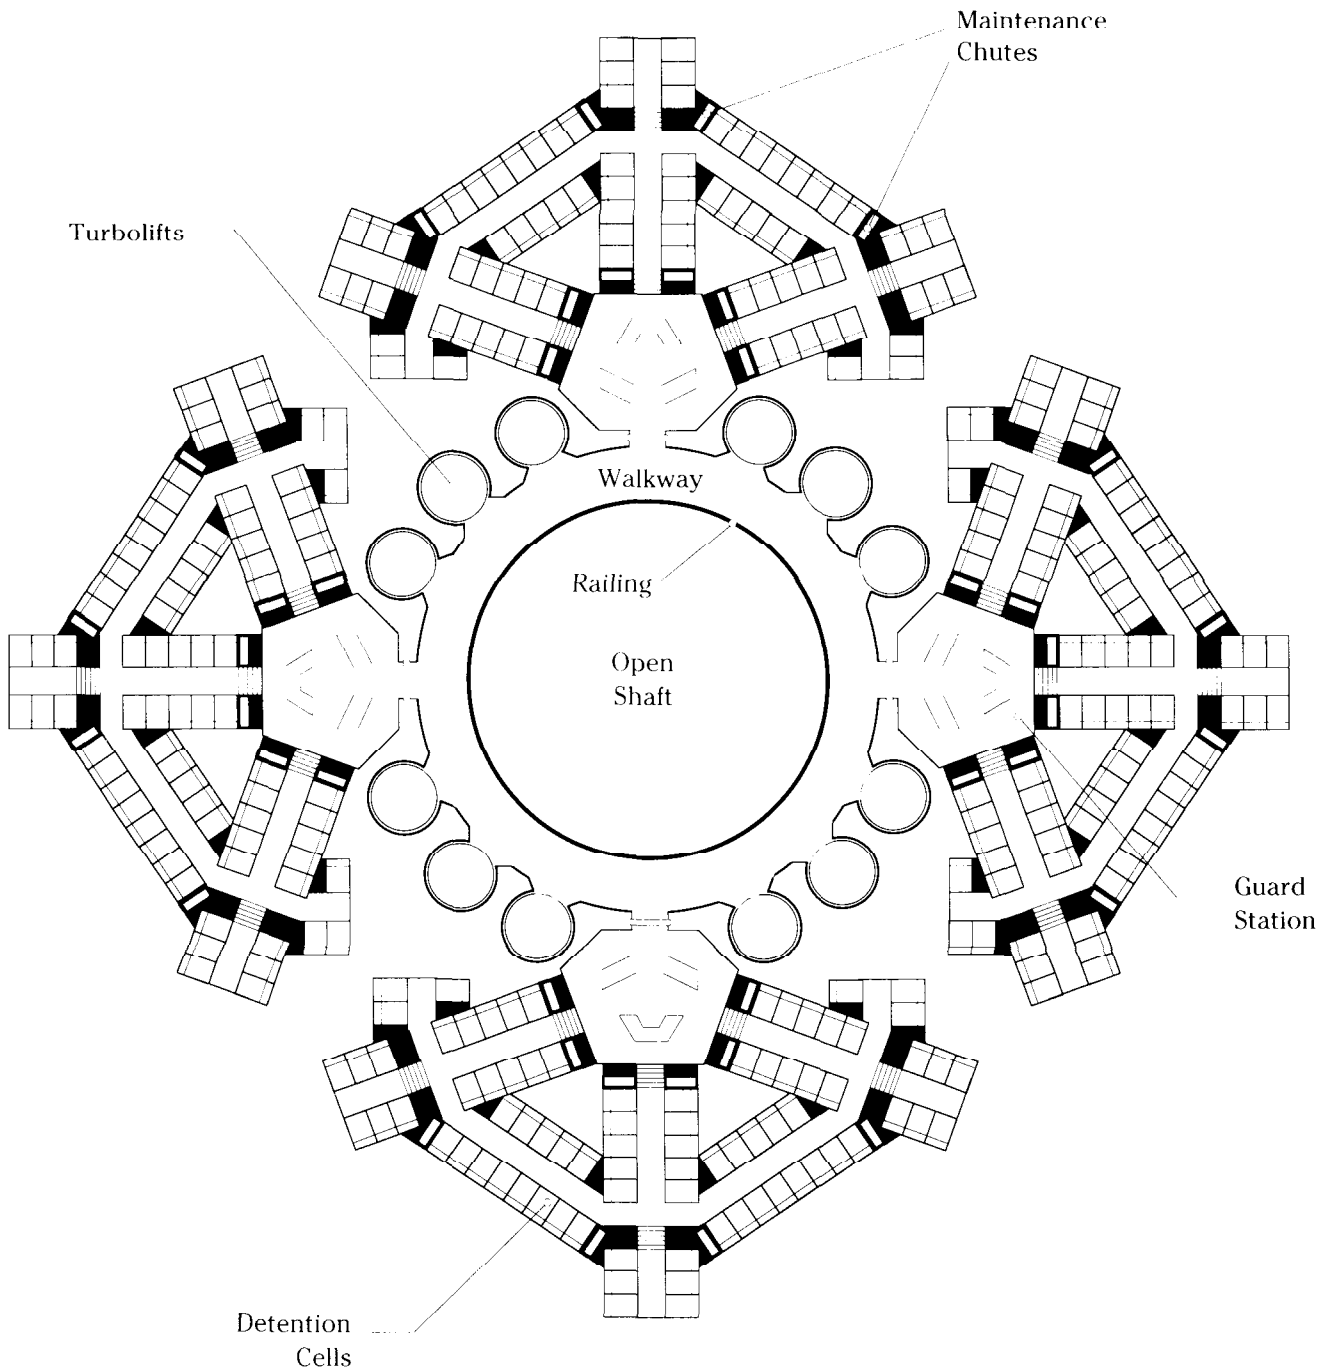 Maintenance
Chutes
Turbolifts
Walkway
Railing
Open
Shaft
Guard
Station
Detention
Cells